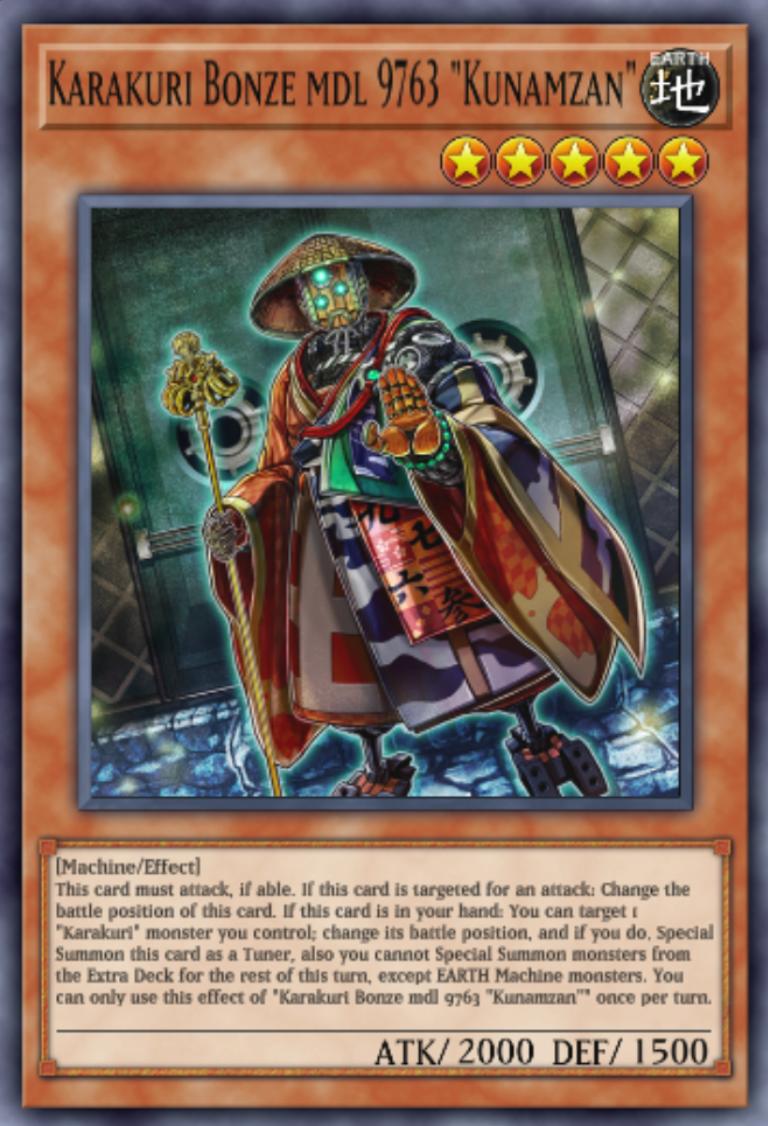 KARAKURI BONZE MDL 9763 "KUNAMZAN"
EARTH
地
九
七
六
参
[Machine/Effect]
This card must attack, if able. If this card is targeted for an attack: Change the
battle position of this card. If this card is in your hand: You can target 1
"Karakuri" monster you control; change its battle position, and if you do, Special
Summon this card as a Tuner, also you cannot Special Summon monsters from
the Extra Deck for the rest of this turn, except EARTH Machine monsters. You
can only use this effect of "Karakuri Bonze mdl 9763 "Kunamzan"" once per turn.
ATK/ 2000 DEF/ 1500